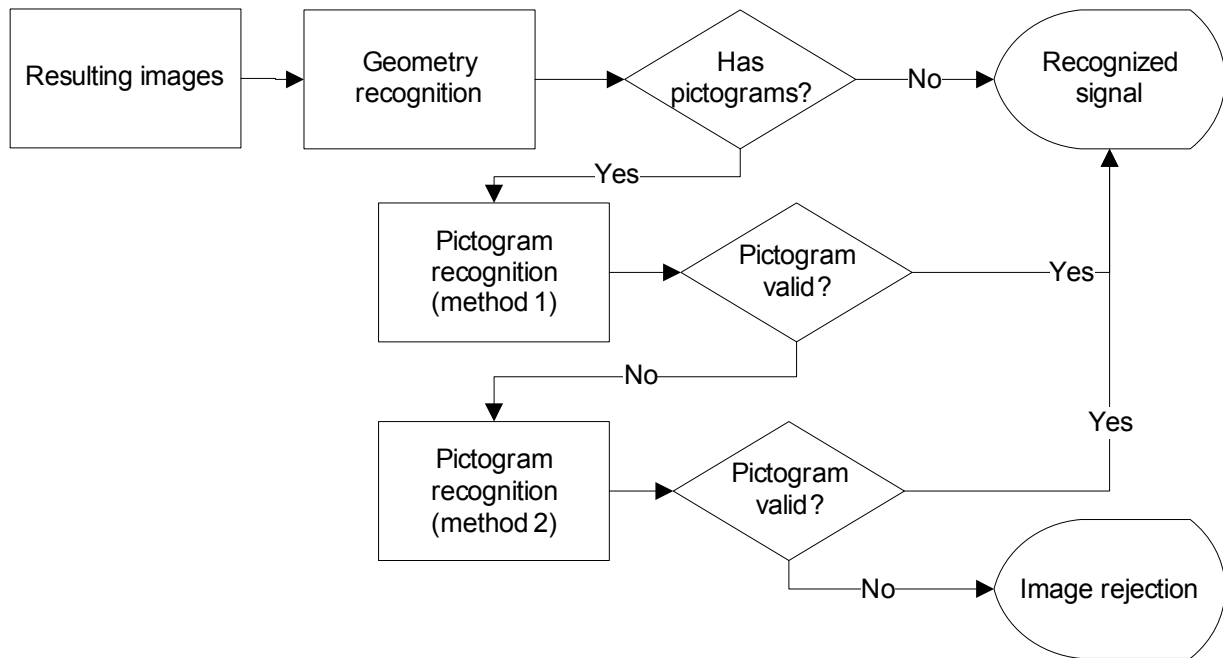 Resulting images
Geometry
recognition
Has
pictograms?
No
Recognized
signal
Yes
Pictogram
recognition
(method 1)
Pictogram
valid?
Yes
No
Pictogram
recognition
(method 2)
Pictogram
valid?
Yes
No
Image rejection